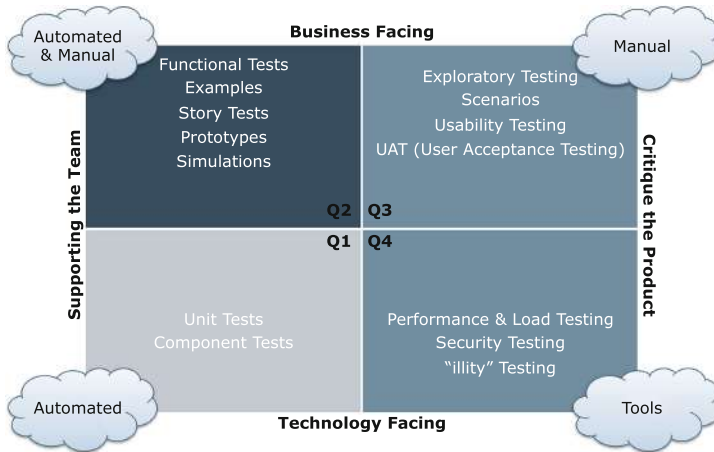 Automated
& Manual
Business Facing
Manual
Functional Tests
Examples
Story Tests
Prototypes
Simulations
Exploratory Testing
Scenarios
Usability Testing
UAT (User Acceptance Testing)
Supporting the Team
Critique the Product
Q2
Q3
Q1
Q4
Unit Tests
Component Tests
Performance & Load Testing
Security Testing
“illity” Testing
Automated
Technology Facing
Tools